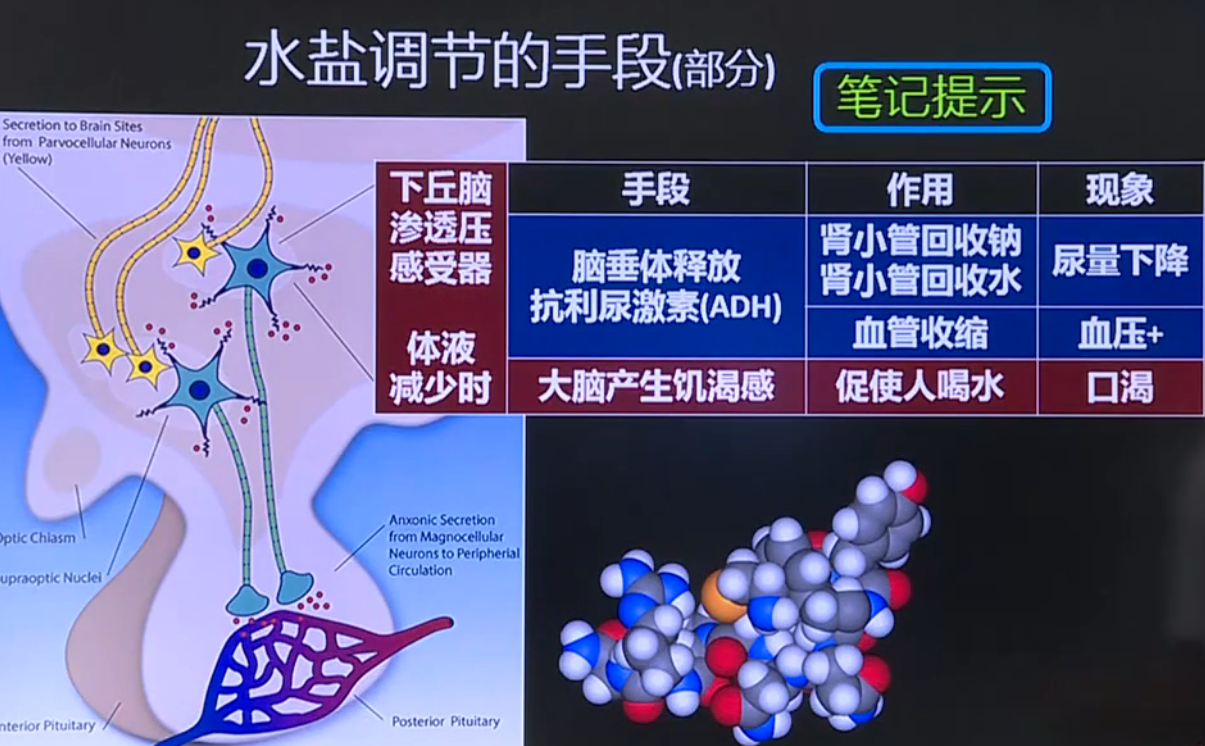 水盐调节的手段(部分)
笔记提示
Secretion to Brain Sites
from Parvocellular Neurons
(Yellow)
下丘脑
渗透压
感受器
体液
减少时
手段
作用
现象
脑垂体释放
抗利尿激素(ADH)
肾小管回收钠
肾小管回收水
尿量下降
血管收缩
血压+
大脑产生饥渴感
促使人喝水
口渴
Optic Chiasm
upraoptic Nuclei
Anxonic Secretion
from Magnocellular
Neurons to Peripherial
Circulation
nterior Pituitary
Posterior Pituitary